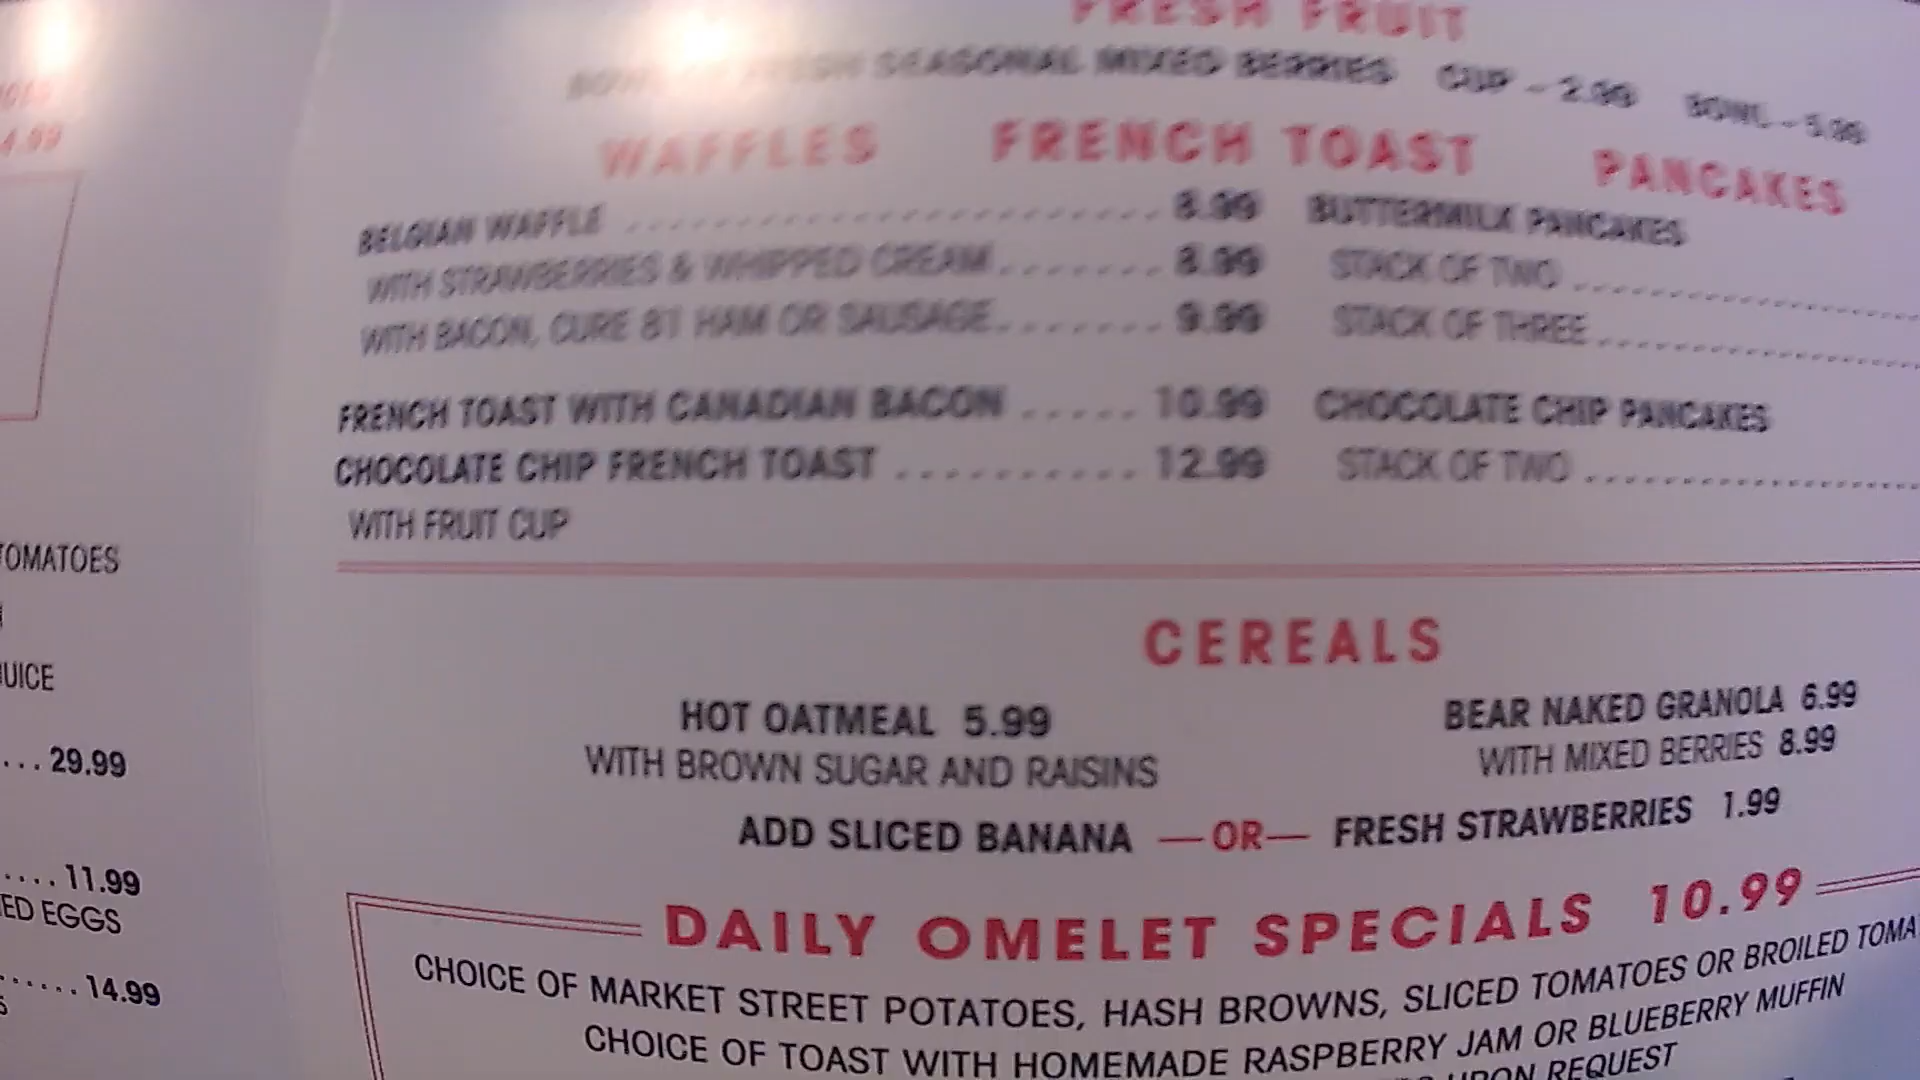 4.99
TOMATOES
29.99
11.99
EGGS
14.99
FRESH FRUIT
FRESH SEASONAL MIXED BERRIES CUP - 2.99 BOWL - 5.99
WAFFLES FRENCH TOAST PANCAKES
BELGIAN WAFFLE
WITH STRAWBERRIES & WHIPPED CREAM
WITH BACON, CURE 81 HAM OR SAUSAGE 9.99
FRENCH TOAST WITH CANADIAN BACON ..... 10.99
CHOCOLATE CHIP FRENCH TOAST .......... 12.99
WITH FRUIT CUP
BUTTERMILK PANCAKES
STACK OF TWO
STACK OF THREE
CHOCOLATE CHIP PANCAKES
STACK OF TWO
CEREALS
HOT OATMEAL 5.99
WITH BROWN SUGAR AND RAISINS
BEAR NAKED GRANOLA 6.99
WITH MIXED BERRIES 8.99
ADD SLICED BANANA —OR— FRESH STRAWBERRIES 1.99
DAILY OMELET SPECIALS 10.99
CHOICE OF MARKET STREET POTATOES, HASH BROWNS, SLICED TOMATOES OR BROILED
CHOICE OF TOAST WITH HOMEMADE RASPBERRY JAM OR BLUEBERRY MUFFIN
UPON REQUEST